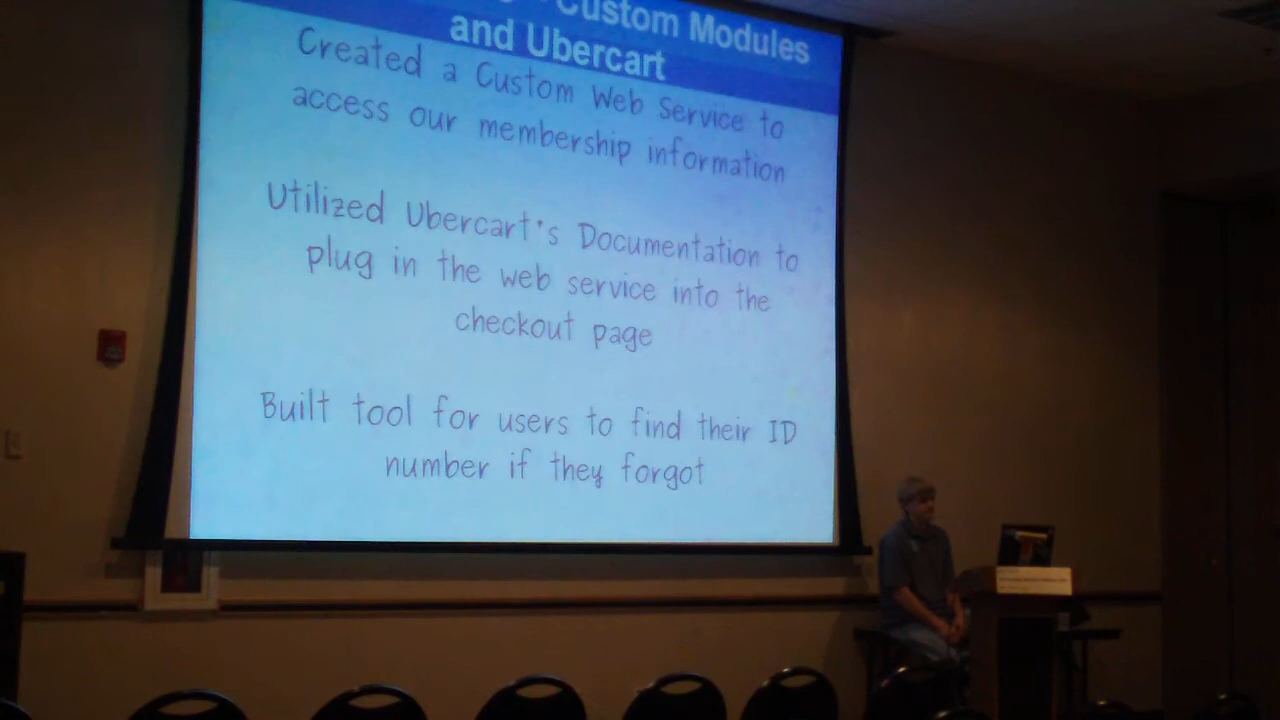 Custom Modules
and Ubercart
Created a Custom Web Service to
access our membership information
Utilized Ubercart's Documentation to
plug in the web service into the
checkout page
Built tool for users to find their ID
number if they forgot